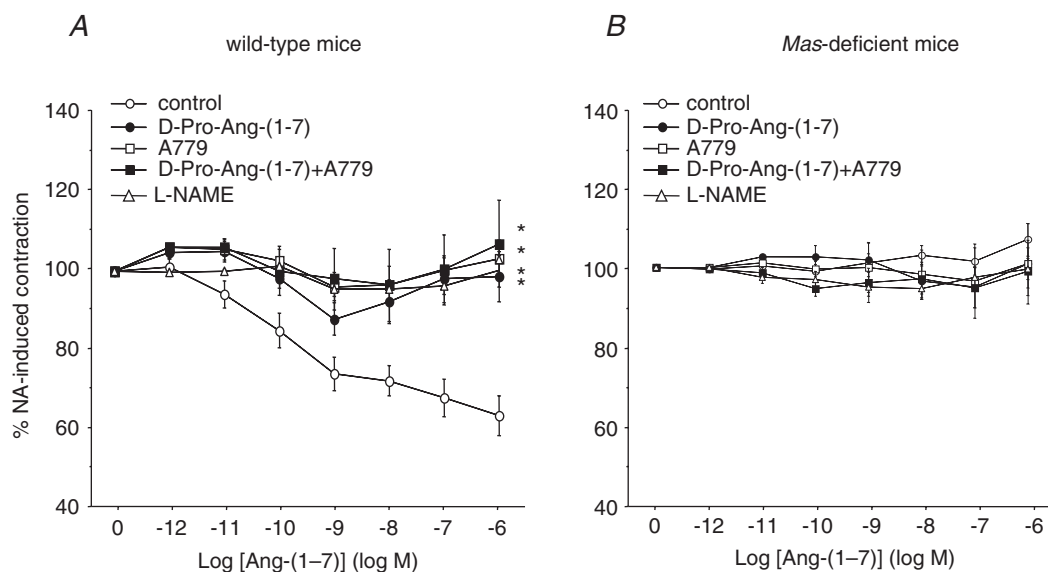 A
wild-type mice
control
D-Pro-Ang-(1-7)
A779
D-Pro-Ang-(1-7)+A779
L-NAME
% NA-induced contraction
140
120
100
80
60
40
*
*
*
*
0 -12 -11 -10 -9 -8 -7 -6
Log [Ang-(1–7)] (log M)
B
Mas-deficient mice
control
D-Pro-Ang-(1-7)
A779
D-Pro-Ang-(1-7)+A779
L-NAME
140
120
100
80
60
40
0 -12 -11 -10 -9 -8 -7 -6
Log [Ang-(1–7)] (log M)